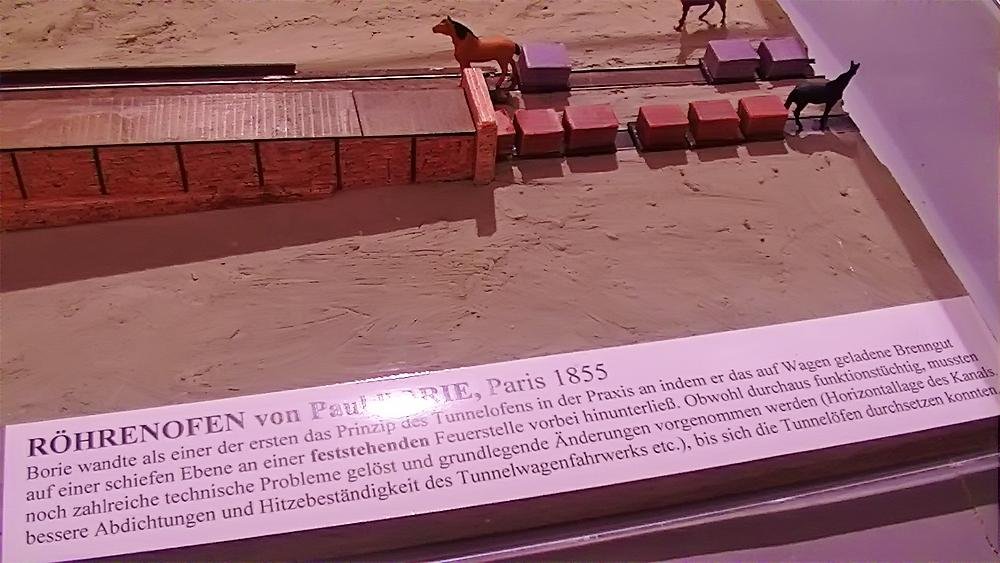 RÖHRENOFEN von Paul BORIE, Paris 1855
Borie wandte als einer der ersten das Prinzip des Tunnelofens in der Praxis an indem er das auf Wagen geladene Brenngut
auf einer schiefen Ebene an einer feststehenden Feuerstelle vorbei hinunterließ. Obwohl durchaus funktionstüchtig, mussten
noch zahlreiche technische Probleme gelöst und grundlegende Änderungen vorgenommen werden (Horizontallage des Kanals
bessere Abdichtungen und Hitzebeständigkeit des Tunnelwagenfahrwerks etc.), bis sich die Tunnelöfen durchsetzen konnten